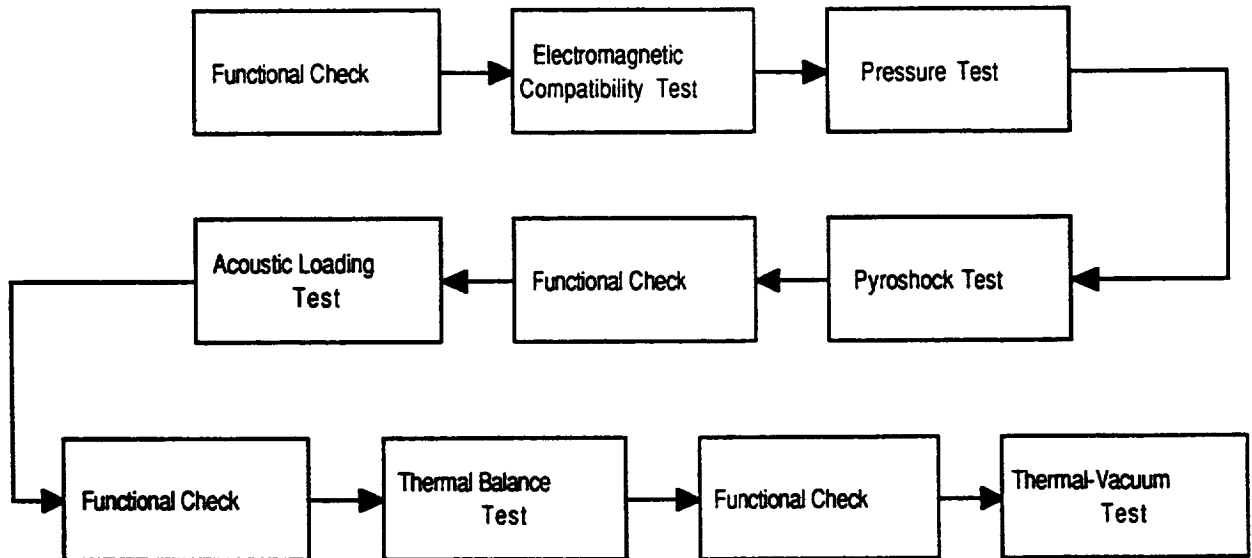 Functional Check
Electromagnetic
Compatibility Test
Pressure Test
Pyroshock Test
Functional Check
Acoustic Loading
Test
Functional Check
Thermal Balance
Test
Functional Check
Thermal-Vacuum
Test